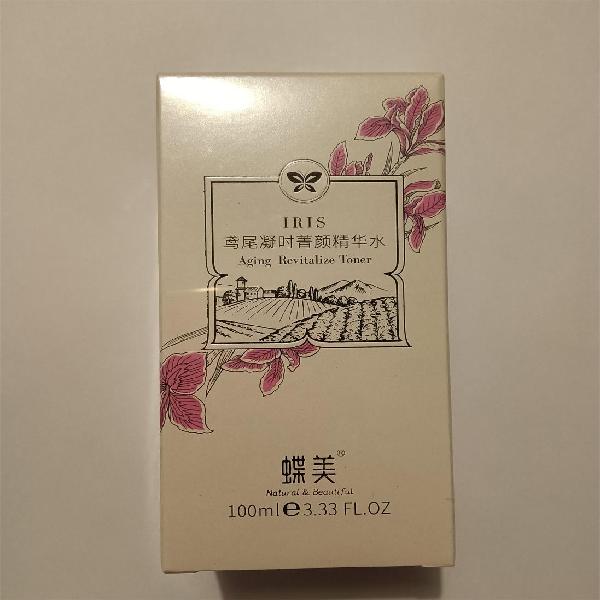 IRIS
鸢尾凝时菁颜精华水
Aging Revitalize Toner
蝶美®
Natural & Beautiful
100ml e 3.33 FL.OZ